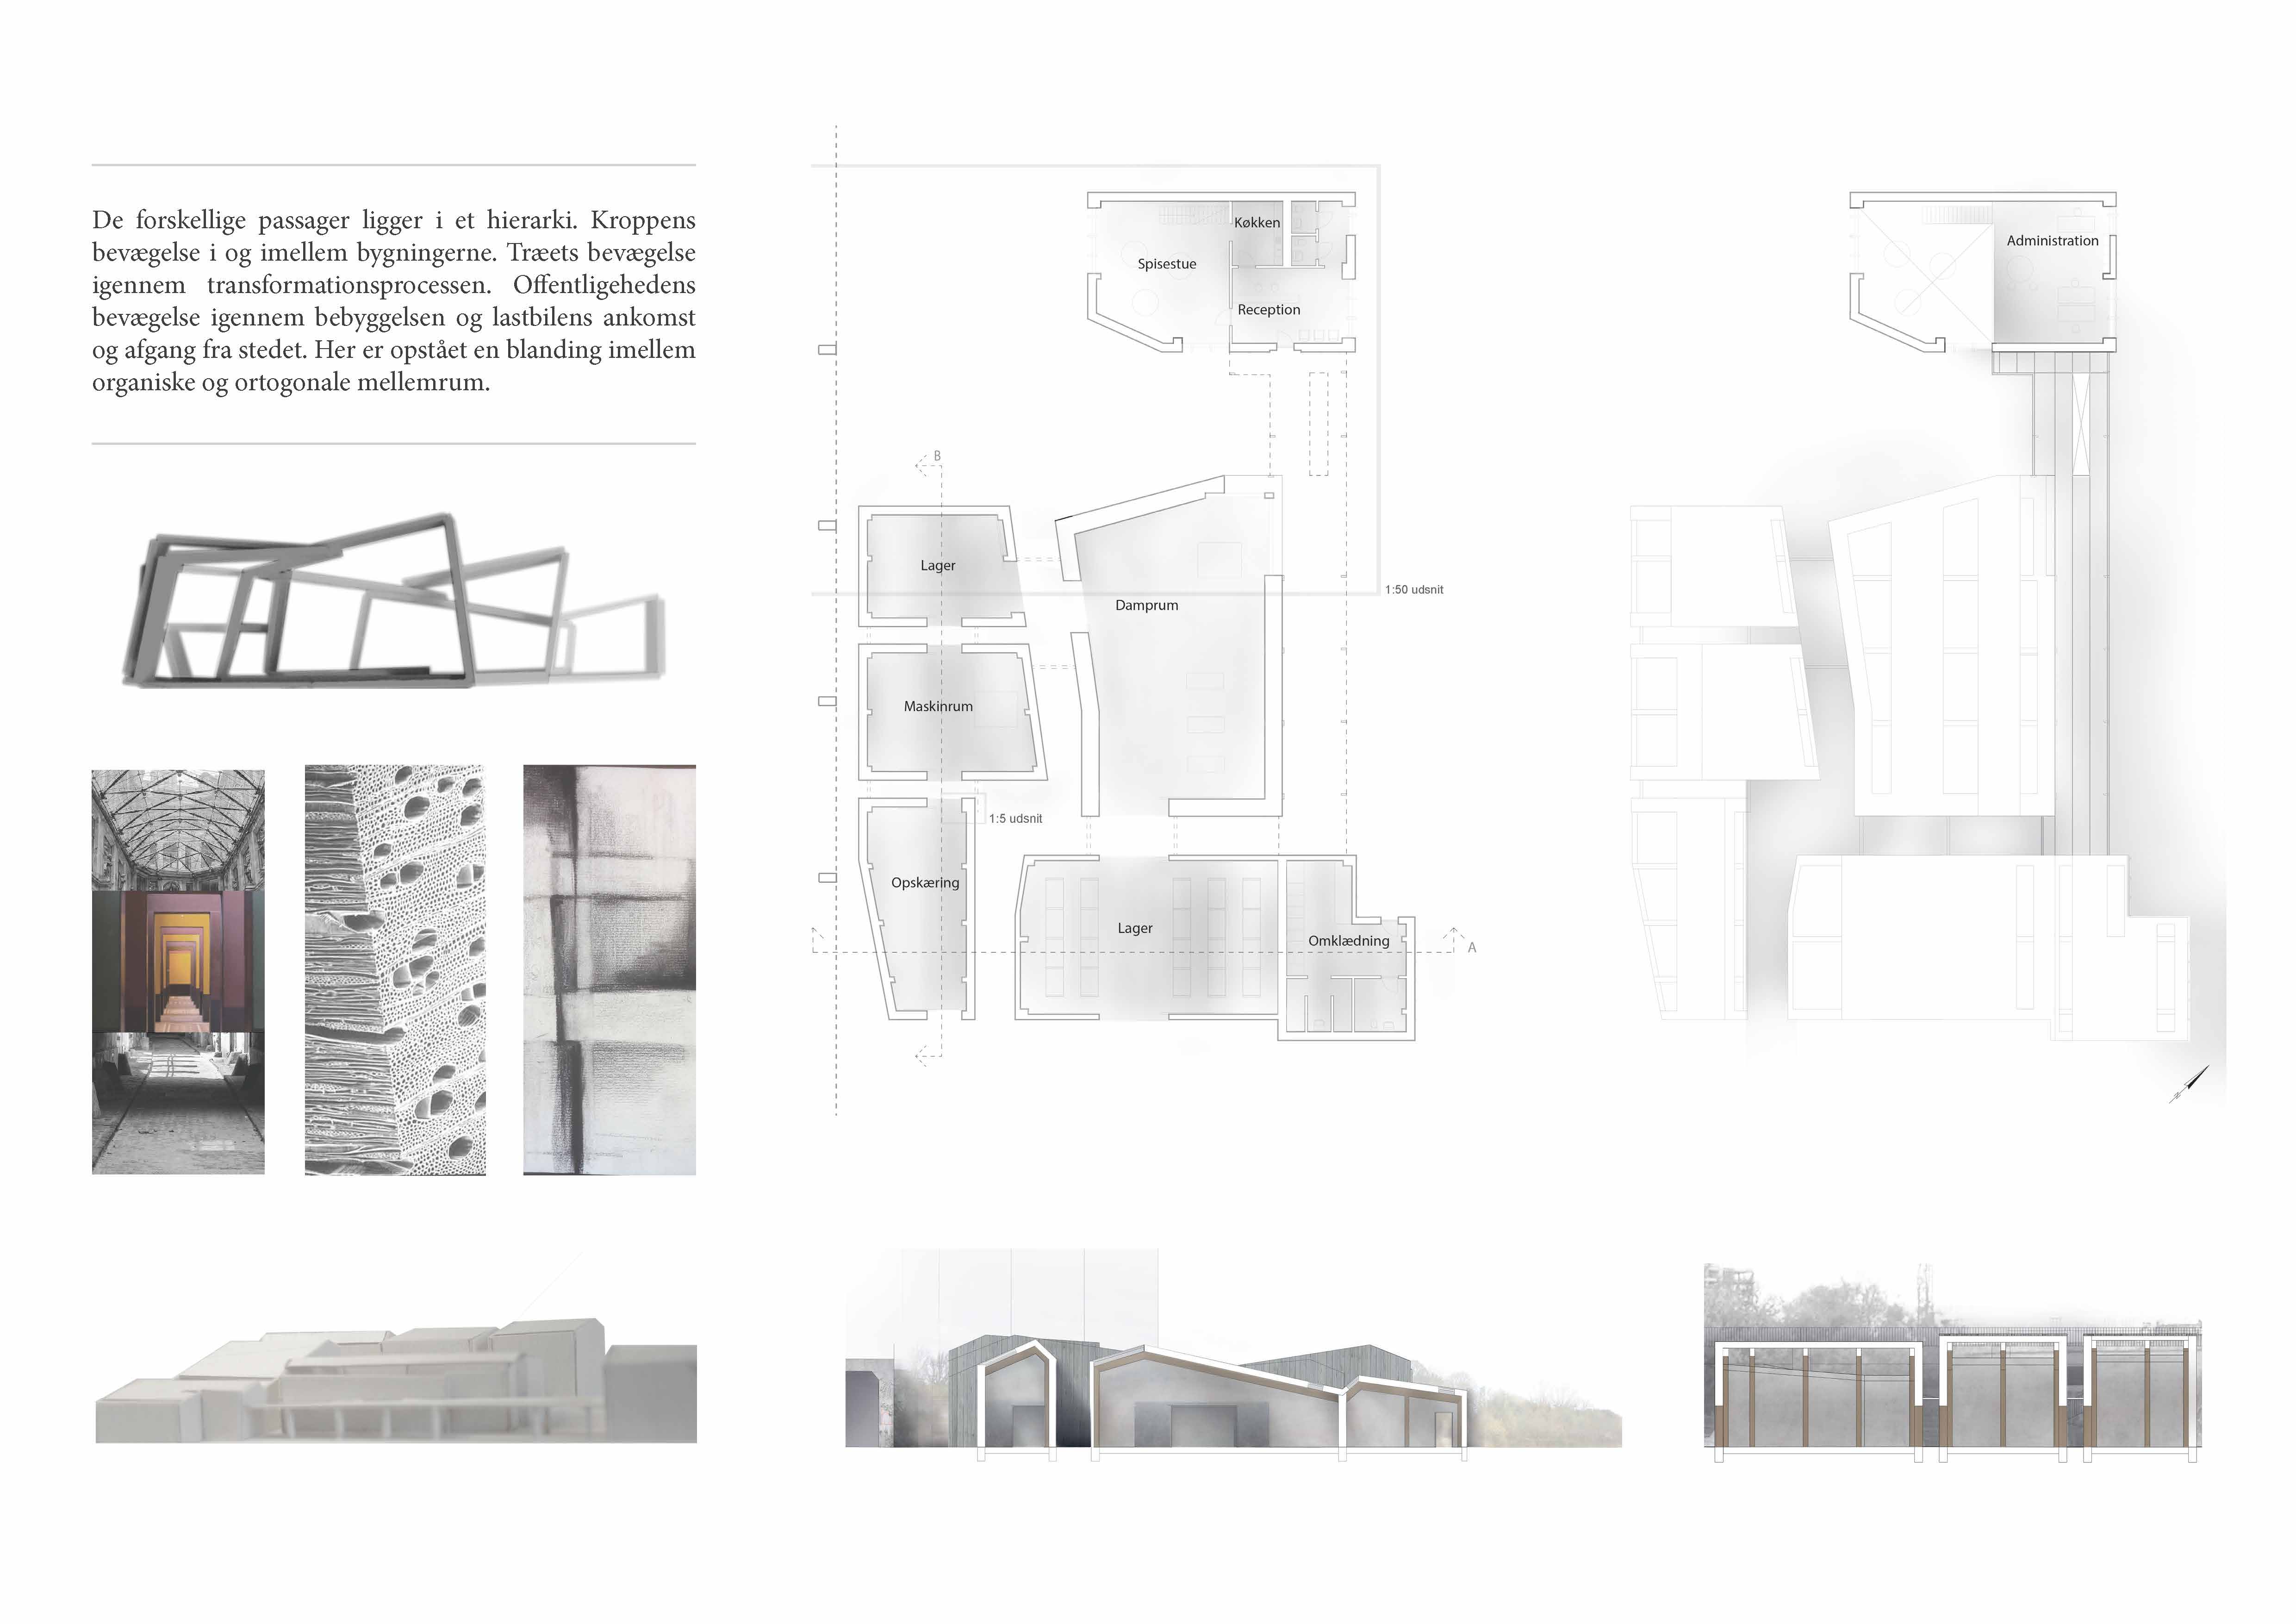 De forskellige passager ligger i et hierarki. Kroppens
bevægelse i og imellem bygningerne. Træets bevægelse
igennem transformationsprocessen. Offentligehedens
bevægelse igennem bebyggelsen og lastbilens ankomst
og afgang fra stedet. Her er opstået en blanding imellem
organiske og ortogonale mellemrum.
Køkken
Spisestue
Reception
Administration
B
Lager
1:50 udsnit
Damprum
Maskinrum
1:5 udsnit
Opskæring
Lager
Omklædning
A
N